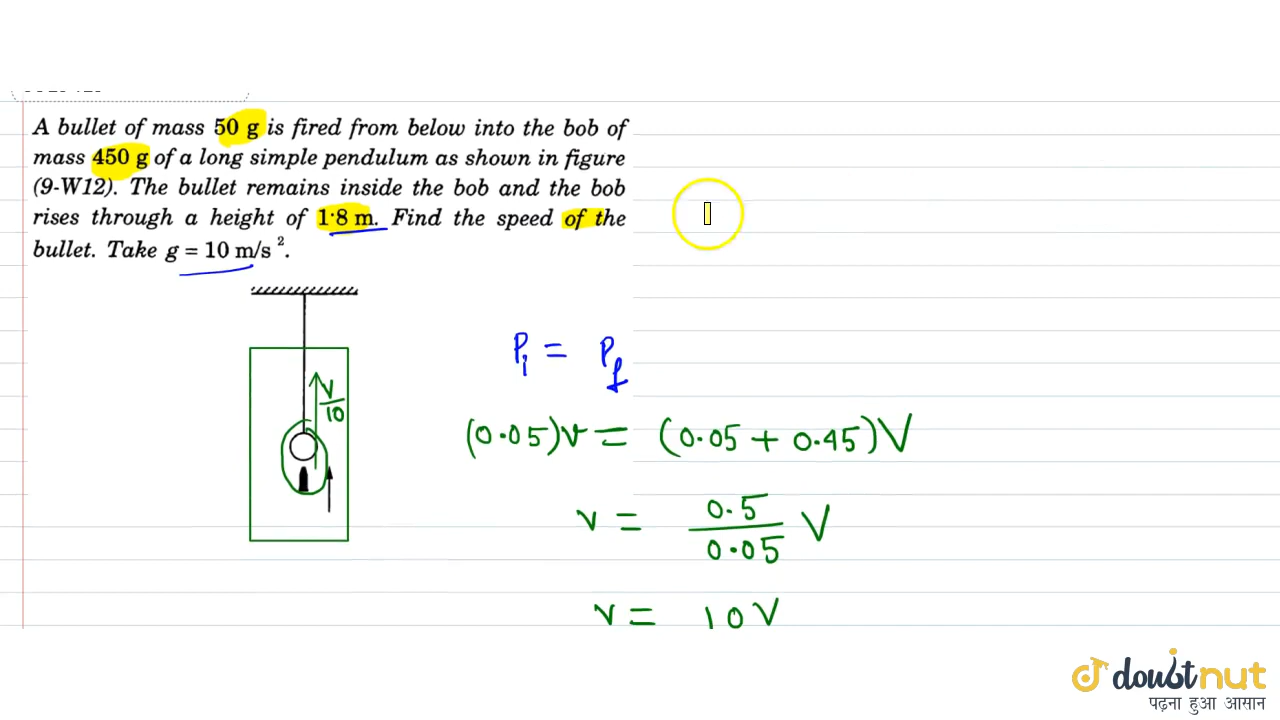 A bullet of mass 50 g is fired from below into the bob of
mass 450 g of a long simple pendulum as shown in figure
(9-W12). The bullet remains inside the bob and the bob
rises through a height of 1·8 m. Find the speed of the
bullet. Take g = 10 m/s².
Pi = Pf
V/10
(0.05)v = (0.05 + 0.45)V
v = 0.5/0.05 V
v = 10V
doubtnut
पढ़ना हुआ आसान